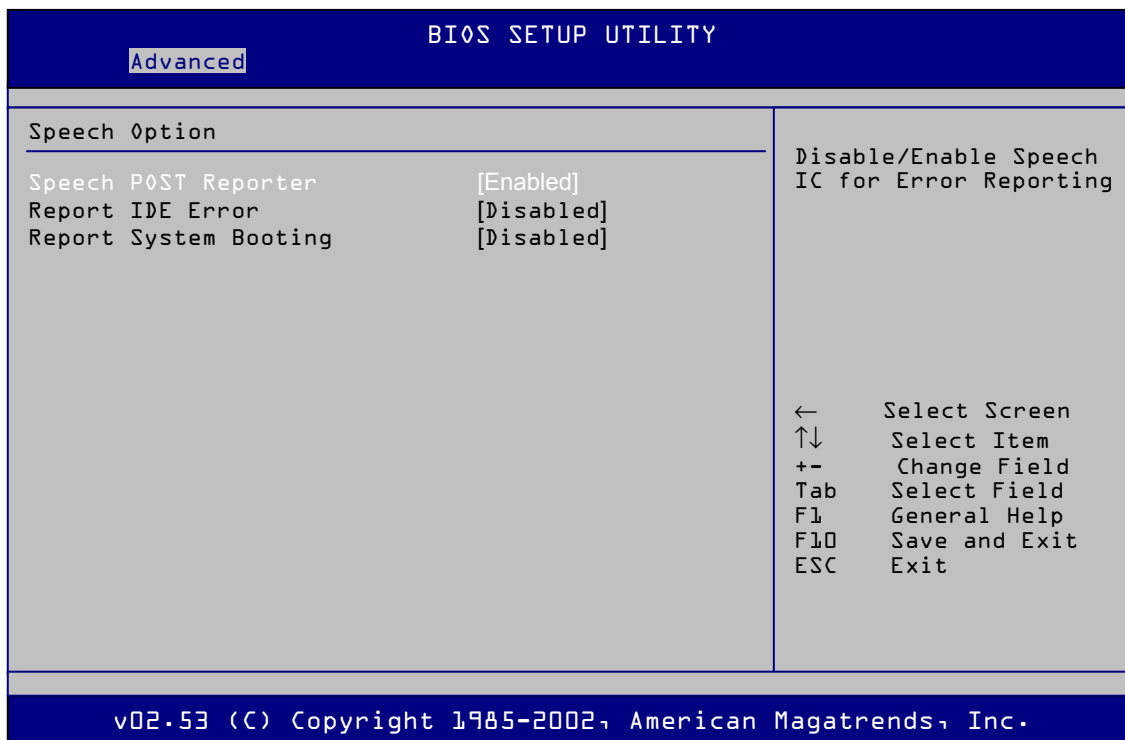 BIOS SETUP UTILITY
Advanced
Speech Option
Speech POST Reporter [Enabled]
Report IDE Error [Disabled]
Report System Booting [Disabled]
Disable/Enable Speech
IC for Error Reporting
← Select Screen
↑↓ Select Item
+- Change Field
Tab Select Field
F1 General Help
F10 Save and Exit
ESC Exit
v02.53 (C) Copyright 1985-2002, American Magatrends, Inc.